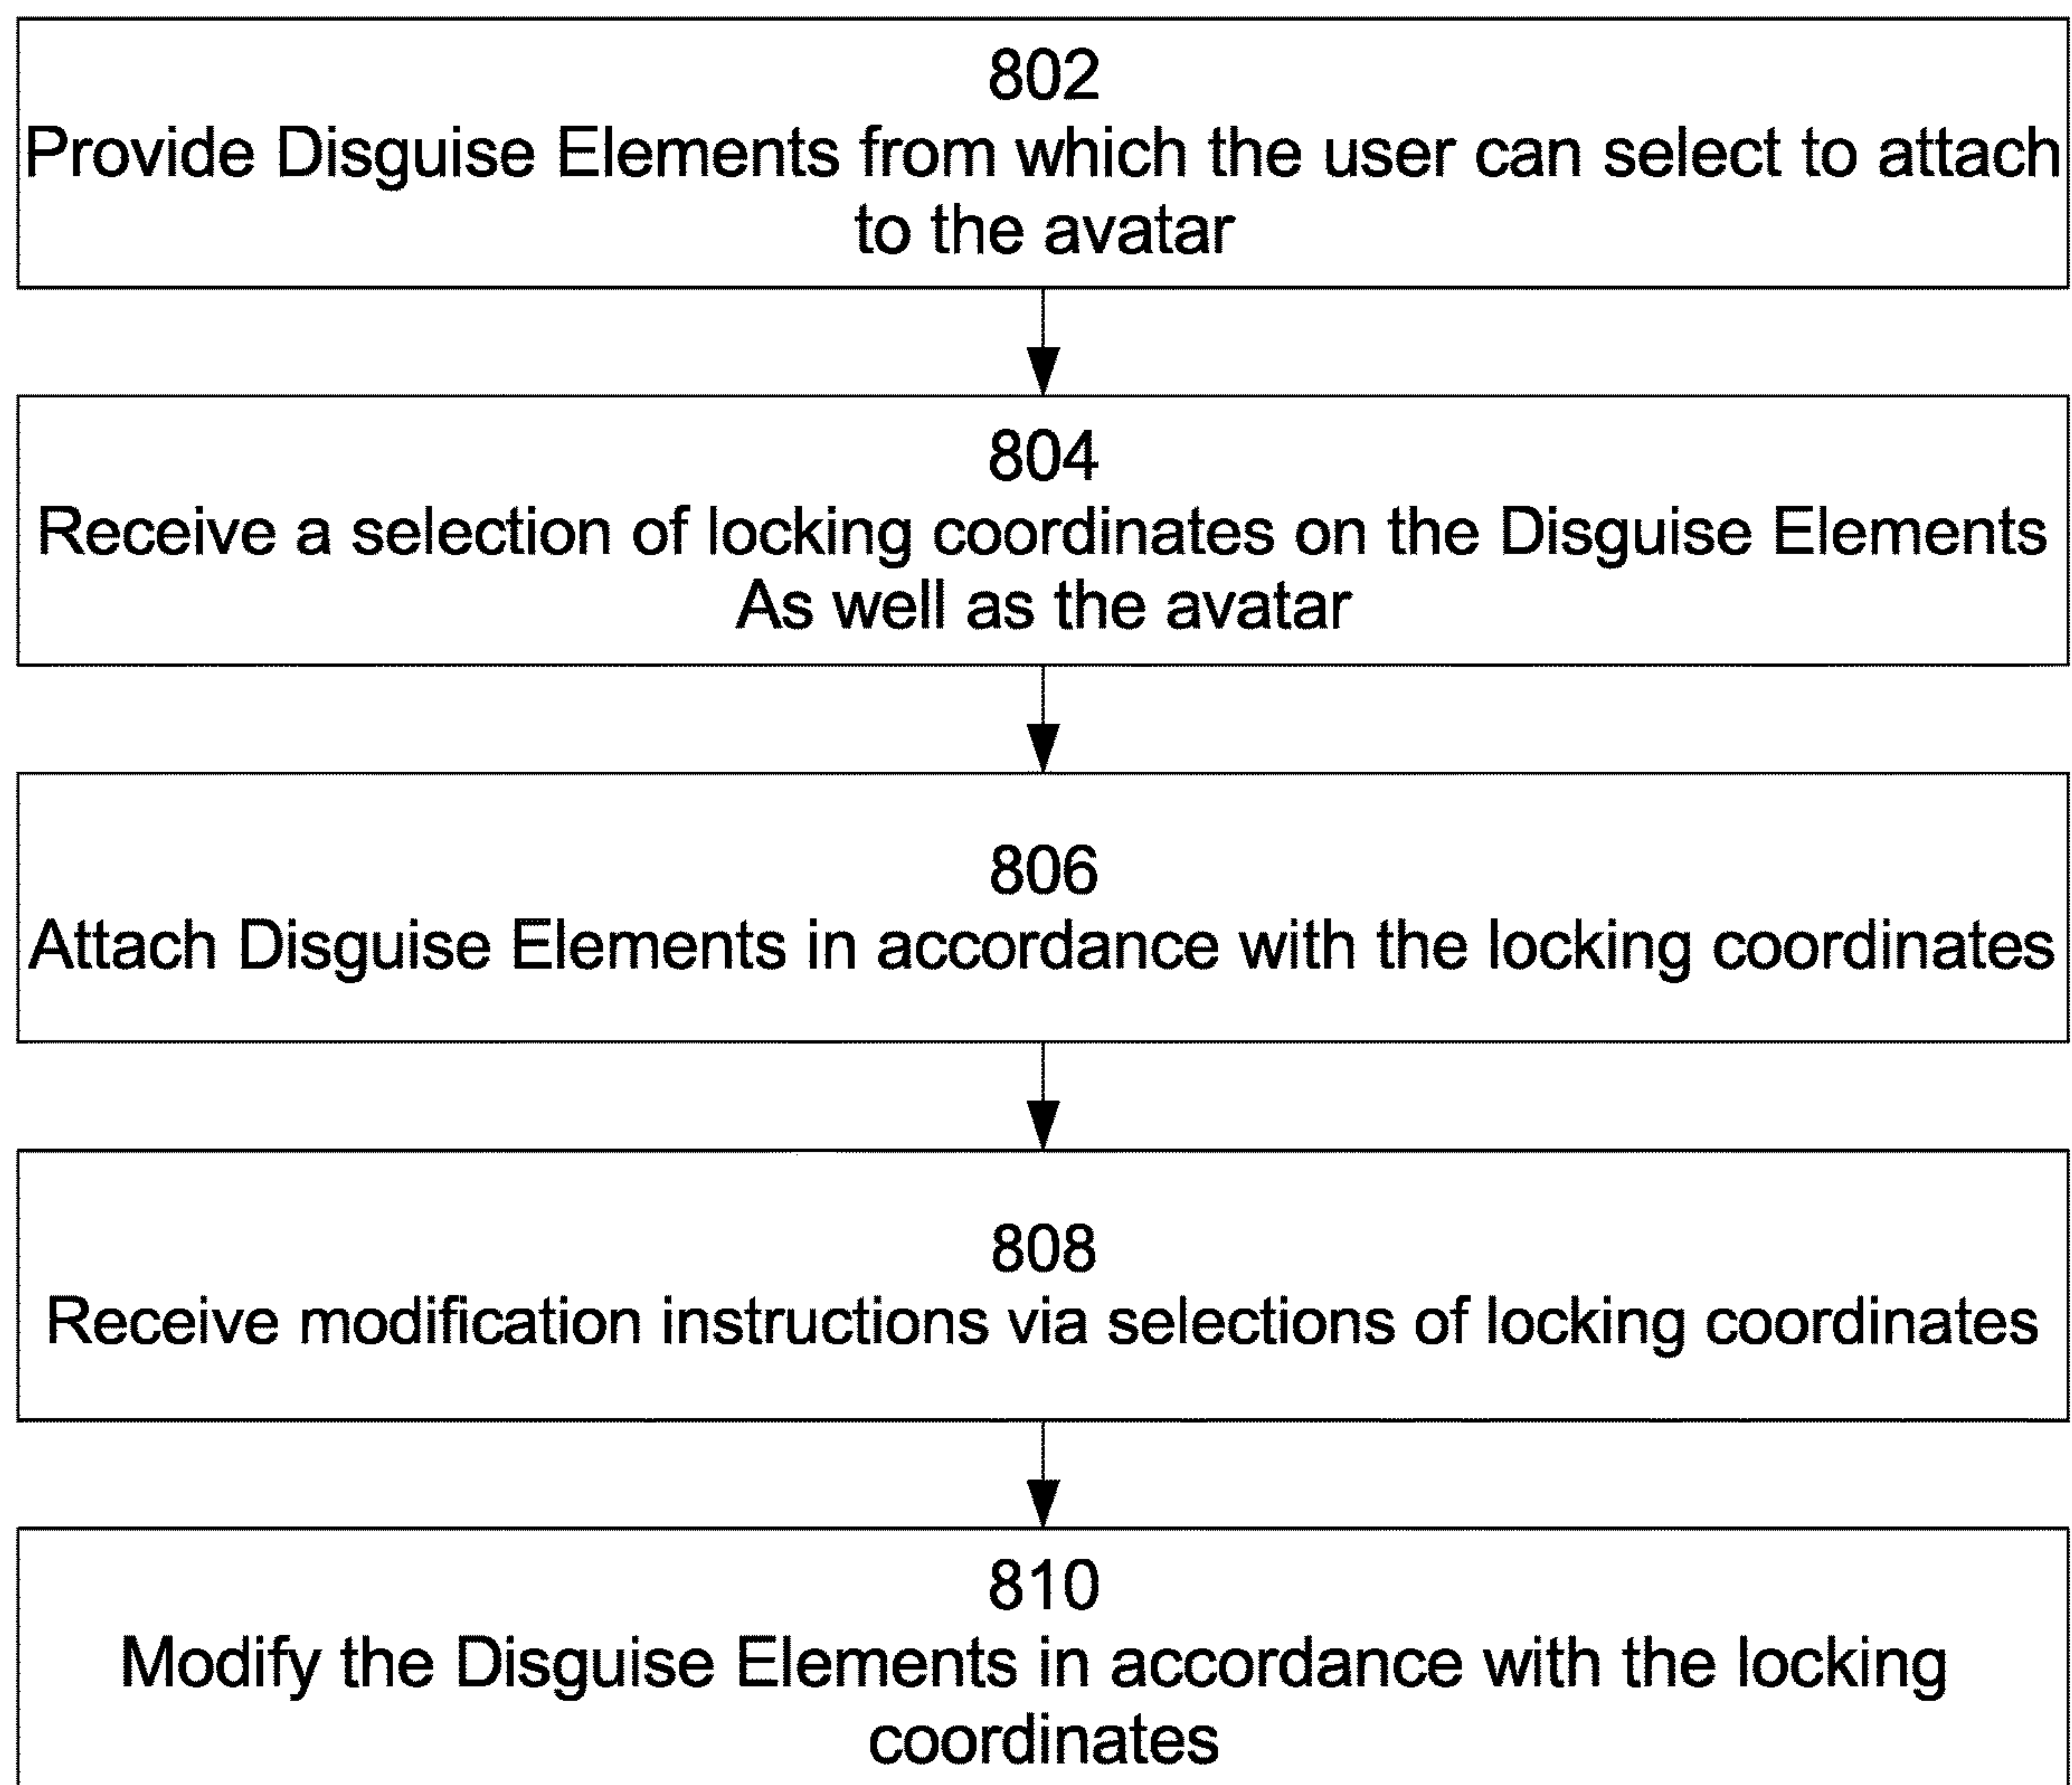 802
Provide Disguise Elements from which the user can select to attach
to the avatar
804
Receive a selection of locking coordinates on the Disguise Elements
As well as the avatar
806
Attach Disguise Elements in accordance with the locking coordinates
808
Receive modification instructions via selections of locking coordinates
810
Modify the Disguise Elements in accordance with the locking
coordinates